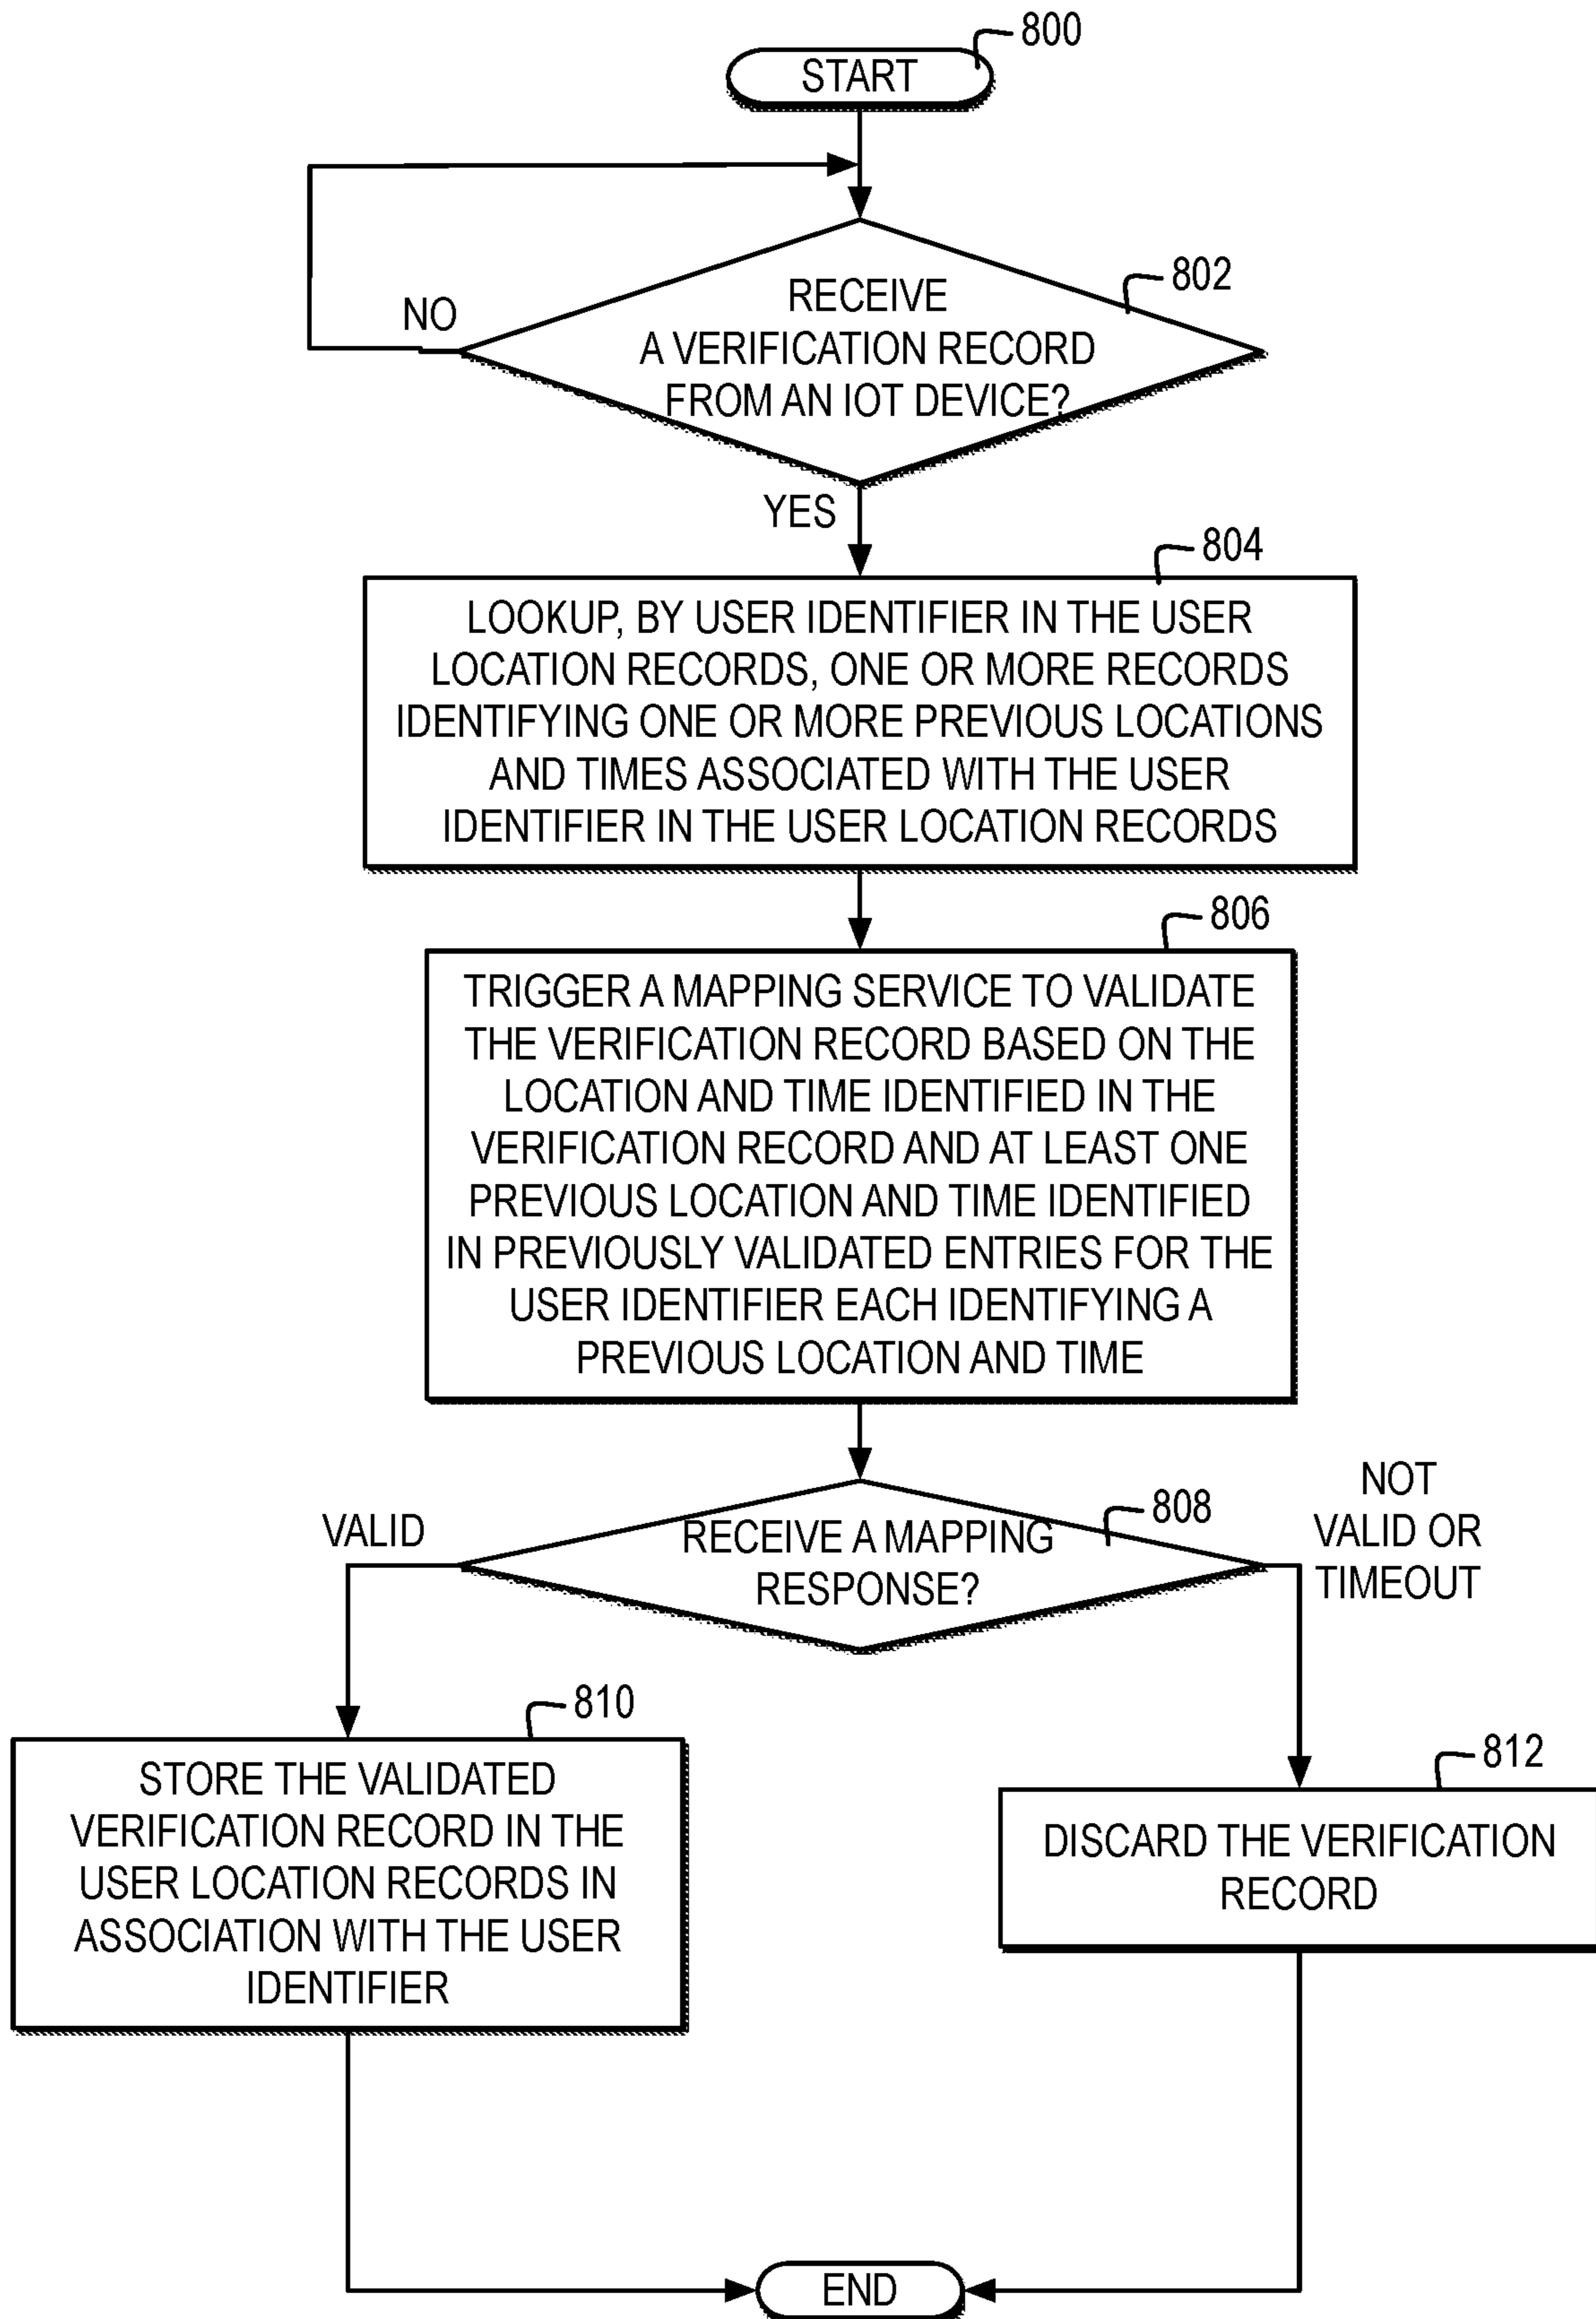 800
START
802
NO
RECEIVE
A VERIFICATION RECORD
FROM AN IOT DEVICE?
YES
804
LOOKUP, BY USER IDENTIFIER IN THE USER
LOCATION RECORDS, ONE OR MORE RECORDS
IDENTIFYING ONE OR MORE PREVIOUS LOCATIONS
AND TIMES ASSOCIATED WITH THE USER
IDENTIFIER IN THE USER LOCATION RECORDS
806
TRIGGER A MAPPING SERVICE TO VALIDATE
THE VERIFICATION RECORD BASED ON THE
LOCATION AND TIME IDENTIFIED IN THE
VERIFICATION RECORD AND AT LEAST ONE
PREVIOUS LOCATION AND TIME IDENTIFIED
IN PREVIOUSLY VALIDATED ENTRIES FOR THE
USER IDENTIFIER EACH IDENTIFYING A
PREVIOUS LOCATION AND TIME
808
VALID
RECEIVE A MAPPING
RESPONSE?
NOT
VALID OR
TIMEOUT
810
STORE THE VALIDATED
VERIFICATION RECORD IN THE
USER LOCATION RECORDS IN
ASSOCIATION WITH THE USER
IDENTIFIER
812
DISCARD THE VERIFICATION
RECORD
END